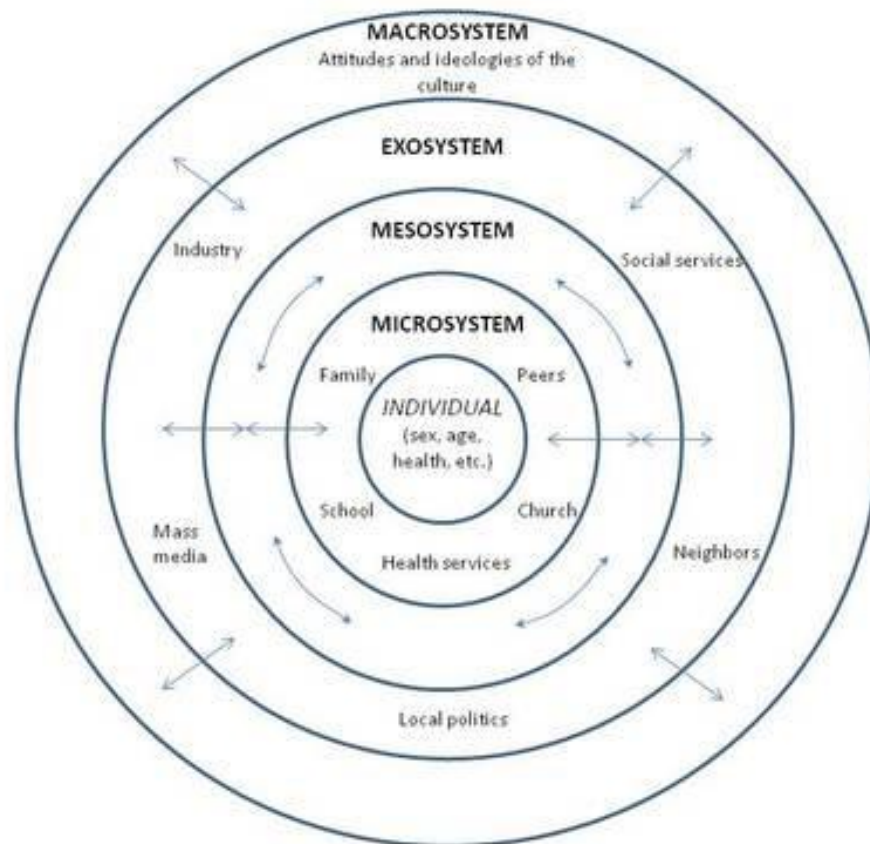 MACROSYSTEM
Attitudes and ideologies of the
culture
EXOSYSTEM
MESOSYSTEM
Industry
Social services
MICROSYSTEM
Family
Peers
INDIVIDUAL
(sex, age,
health, etc.)
School
Church
Mass
media
Health services
Neighbors
Local politics